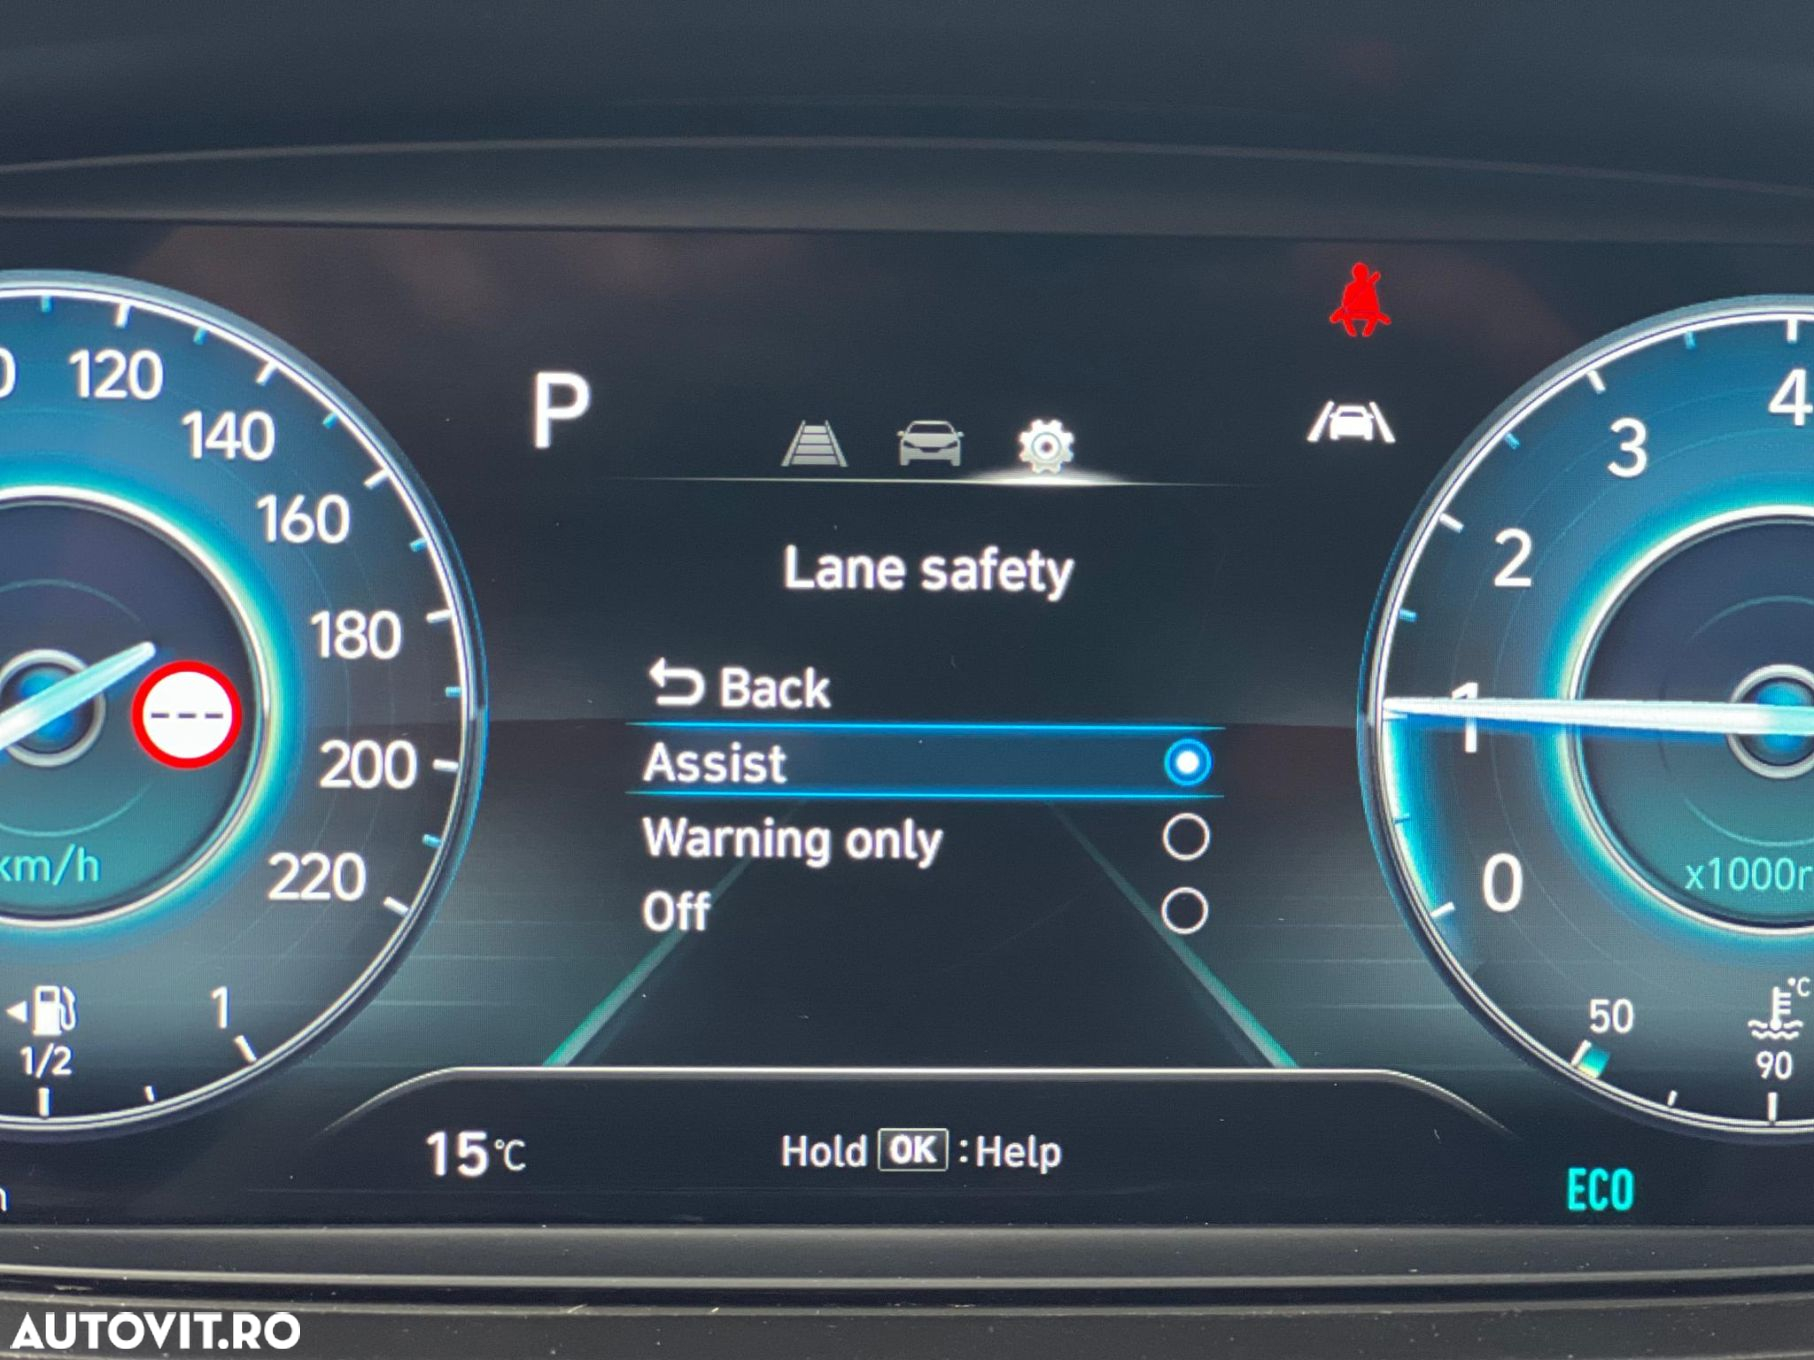 120
140
160
180
200
220
km/h
1/2
1
P
Lane safety
Back
Assist
Warning only
Off
15°C
Hold OK : Help
4
3
2
1
0
x1000r
50
°C
90
ECO
AUTOVIT.RO